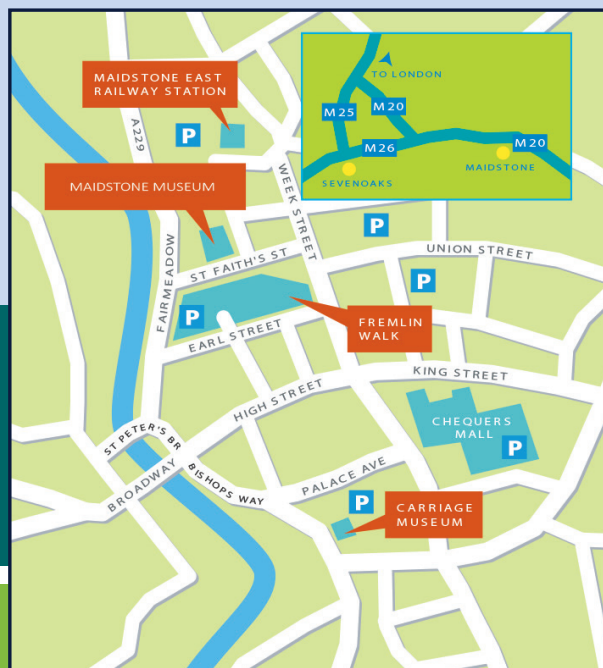 MAIDSTONE EAST
RAILWAY STATION
TO LONDON
M25
M20
M26
M20
SEVENOAKS
MAIDSTONE
A229
P
WEEK STREET
MAIDSTONE MUSEUM
P
ST FAITH'S ST
UNION STREET
FAIRMEADOW
P
P
FREMLIN
WALK
EARL STREET
KING STREET
HIGH STREET
CHEQUERS
MALL
P
ST PETER'S BR
BROADWAY
BISHOPS WAY
PALACE AVE
P
CARRIAGE
MUSEUM